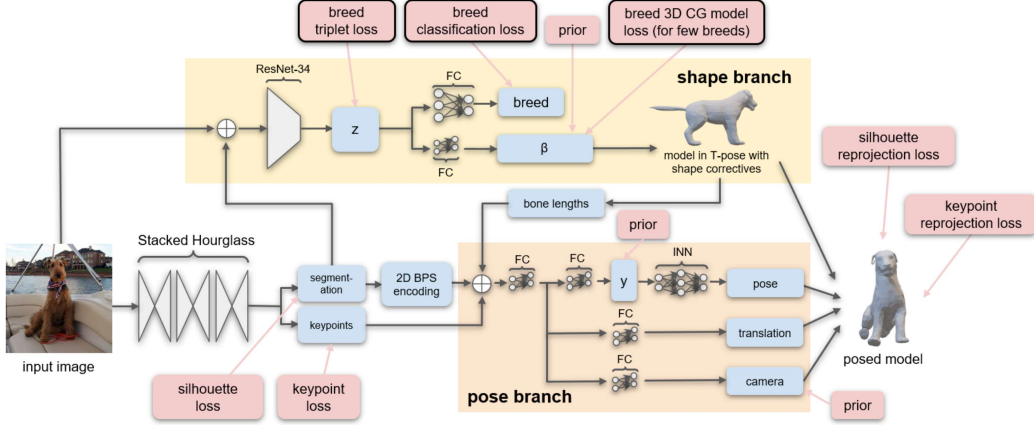 breed
triplet loss
breed
classification loss
prior
breed 3D CG model
loss (for few breeds)
ResNet-34
FC
shape branch
z
breed
β
FC
model in T-pose with
shape correctives
silhouette
reprojection loss
keypoint
reprojection loss
bone lengths
prior
Stacked Hourglass
segment-
ation
2D BPS
encoding
keypoints
FC
FC
y
INN
pose
FC
translation
FC
camera
input image
posed model
silhouette
loss
keypoint
loss
pose branch
prior